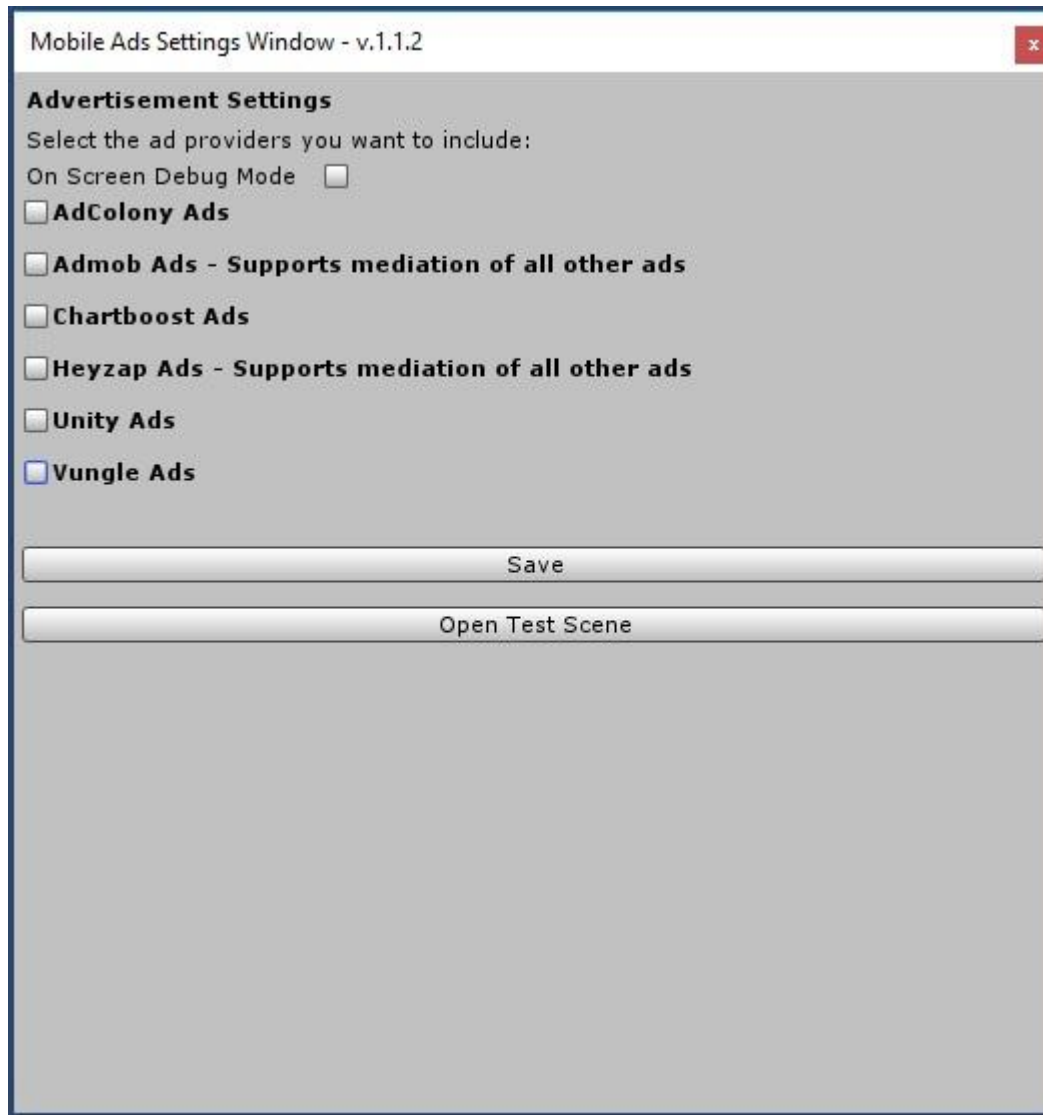 Mobile Ads Settings Window - v.1.1.2
x
Advertisement Settings
Select the ad providers you want to include:
On Screen Debug Mode
AdColony Ads
Admob Ads - Supports mediation of all other ads
Chartboost Ads
Heyzap Ads - Supports mediation of all other ads
Unity Ads
Vungle Ads
Save
Open Test Scene